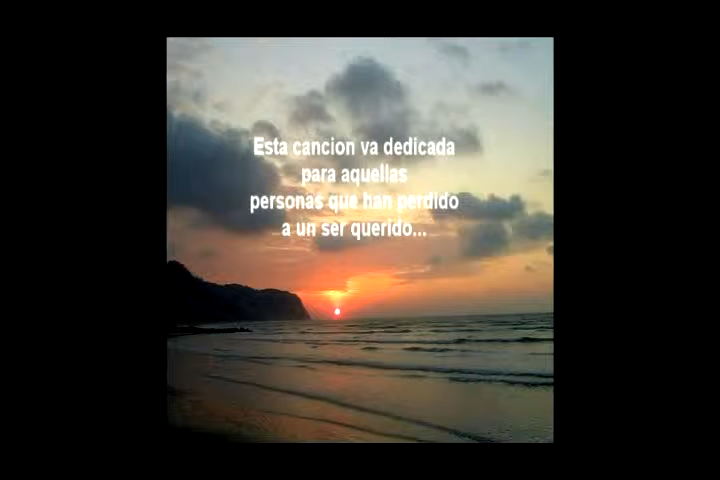 Esta cancion va dedicada
para aquellas
personas que han perdido
a un ser querido...